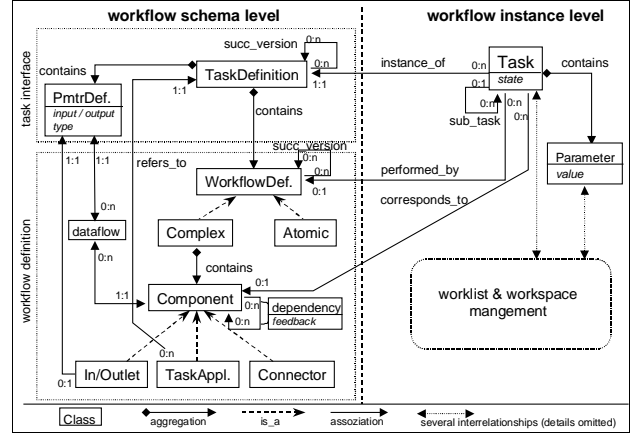 workflow schema level
workflow instance level
task interface
succ_version
0:n
0:n
contains
TaskDefinition
1:1
1:1
instance_of
0:n
0:1
Task
state
contains
PmtrDef.
input / output
type
contains
0:n
0:n
0:n
sub_task
1:1
1:1
refers_to
succ_version
0:n
0:n
WorkflowDef.
0:1
performed_by
Parameter
value
workflow definition
0:n
dataflow
0:n
Complex
Atomic
corresponds_to
contains
0:1
1:1
Component
0:n
0:n
dependency
feedback
worklist & workspace
mangement
0:n
0:1
In/Outlet
TaskAppl.
Connector
Class
aggregation
is_a
assoziation
several interrelationships (details omitted)